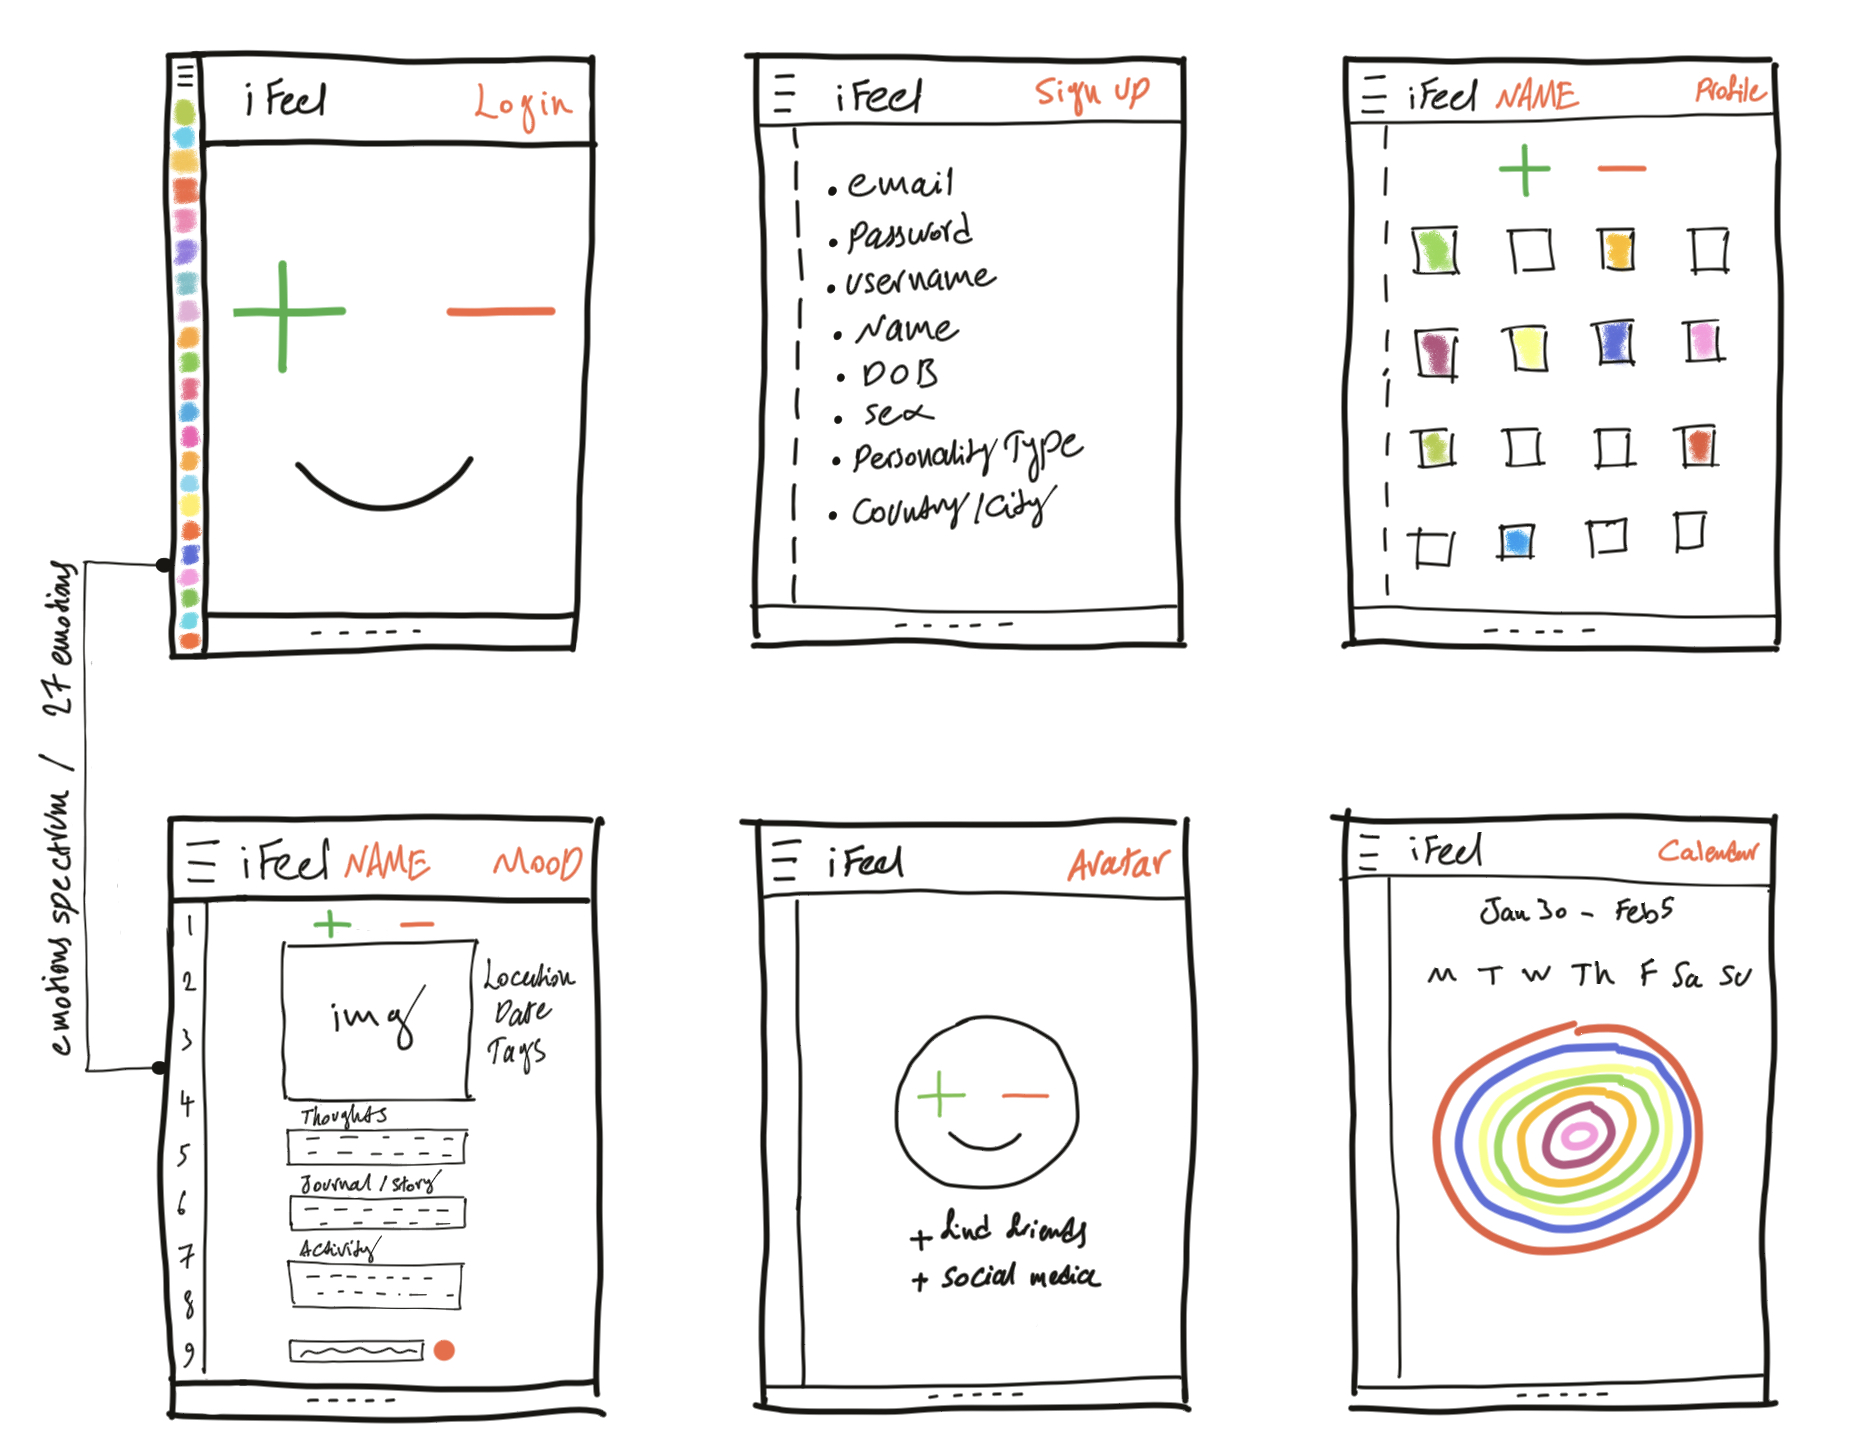 iFeel Login
iFeel Sign up
• email
• password
• username
• Name
• DOB
• sex
• Personality Type
• Country/City
iFeel NAME Profile
emotions spectrum / 27 emotions
iFeel NAME MooD
1
2
3
4
5
6
7
8
9
img
Location
Date
Tags
Thoughts
Journal / story
Activity
iFeel Avatar
+ find friends
+ social media
iFeel Calendar
Jan 30 - Feb 5
M T W Th F Sa Su